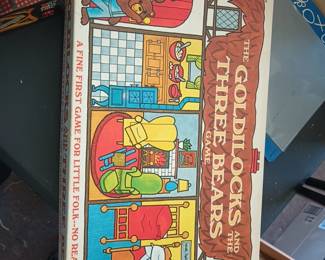 THE
GOLDILOCKS
AND THE
THREE BEARS
GAME
A FINE FIRST GAME FOR LITTLE FOLK—NO